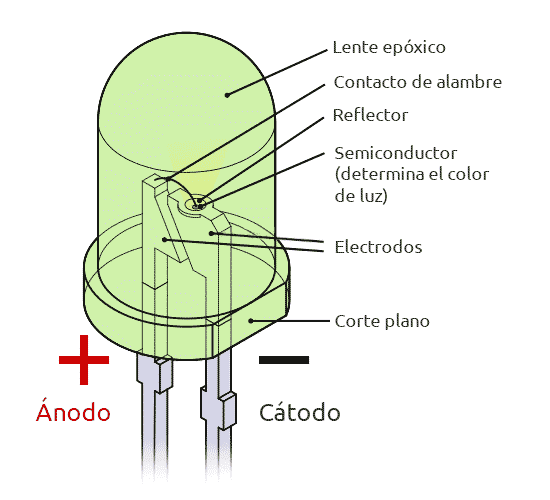 Lente epóxico
Contacto de alambre
Reflector
Semiconductor
(determina el color
de luz)
Electrodos
Corte plano
+ −
Ánodo
Cátodo